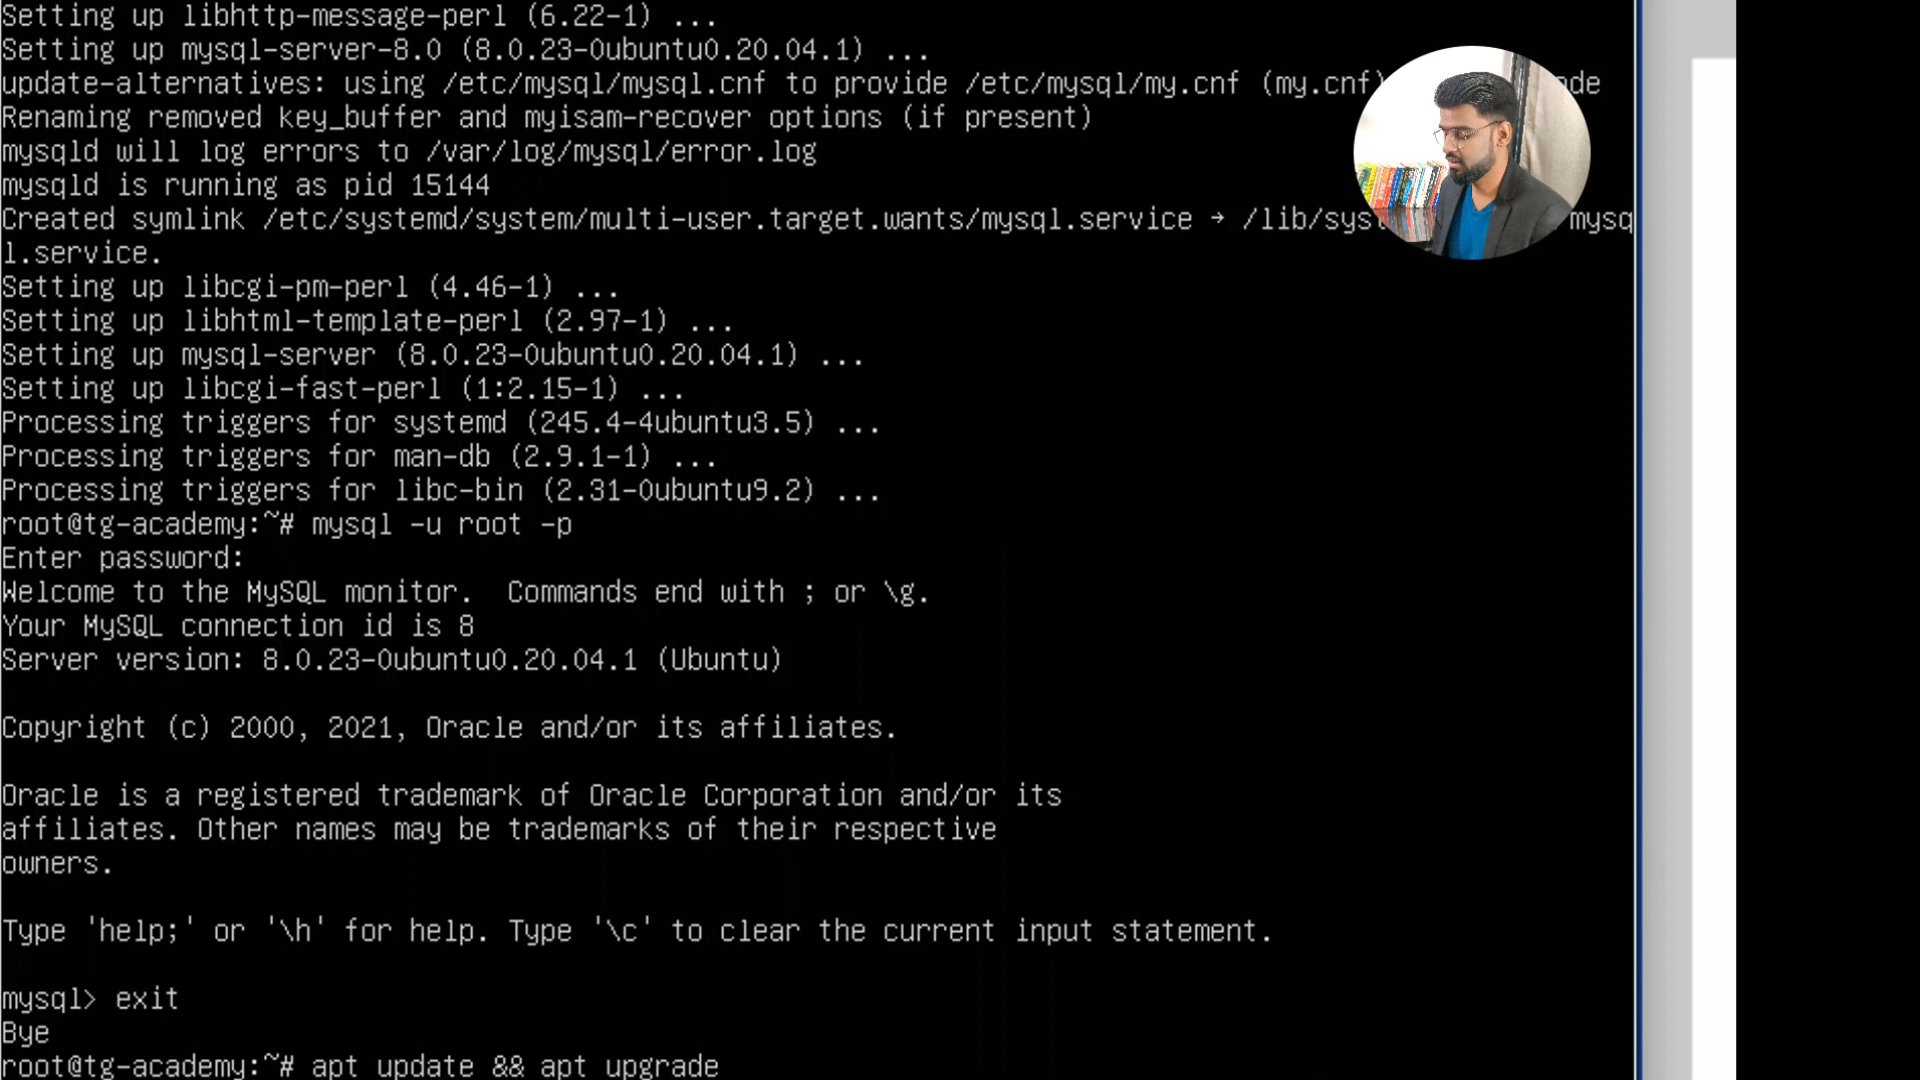 Setting up libhttp-message-perl (6.22-1) ...
Setting up mysql-server-8.0 (8.0.23-0ubuntu0.20.04.1) ...
update-alternatives: using /etc/mysql/mysql.cnf to provide /etc/mysql/my.cnf (my.cnf)
Renaming removed key_buffer and myisam-recover options (if present)
mysqld will log errors to /var/log/mysql/error.log
mysqld is running as pid 15144
Created symlink /etc/systemd/system/multi-user.target.wants/mysql.service → /lib/sys mysq
l.service.
Setting up libcgi-pm-perl (4.46-1) ...
Setting up libhtml-template-perl (2.97-1) ...
Setting up mysql-server (8.0.23-0ubuntu0.20.04.1) ...
Setting up libcgi-fast-perl (1:2.15-1) ...
Processing triggers for systemd (245.4-4ubuntu3.5) ...
Processing triggers for man-db (2.9.1-1) ...
Processing triggers for libc-bin (2.31-0ubuntu9.2) ...
root@tg-academy:~# mysql -u root -p
Enter password:
Welcome to the MySQL monitor.  Commands end with ; or \g.
Your MySQL connection id is 8
Server version: 8.0.23-0ubuntu0.20.04.1 (Ubuntu)
Copyright (c) 2000, 2021, Oracle and/or its affiliates.
Oracle is a registered trademark of Oracle Corporation and/or its
affiliates. Other names may be trademarks of their respective
owners.
Type 'help;' or '\h' for help. Type '\c' to clear the current input statement.
mysql> exit
Bye
root@tg-academy:~# apt update && apt upgrade